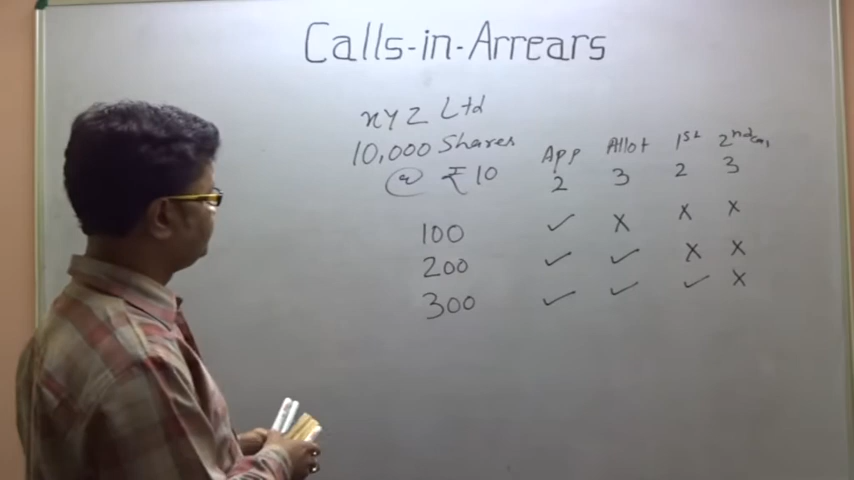 Calls-in-Arrears
XYZ Ltd
10,000 Shares App Allot 1st 2nd call
@ ₹10 2 3 2 3
100 ✓ X X X
200 ✓ ✓ X X
300 ✓ ✓ ✓ X